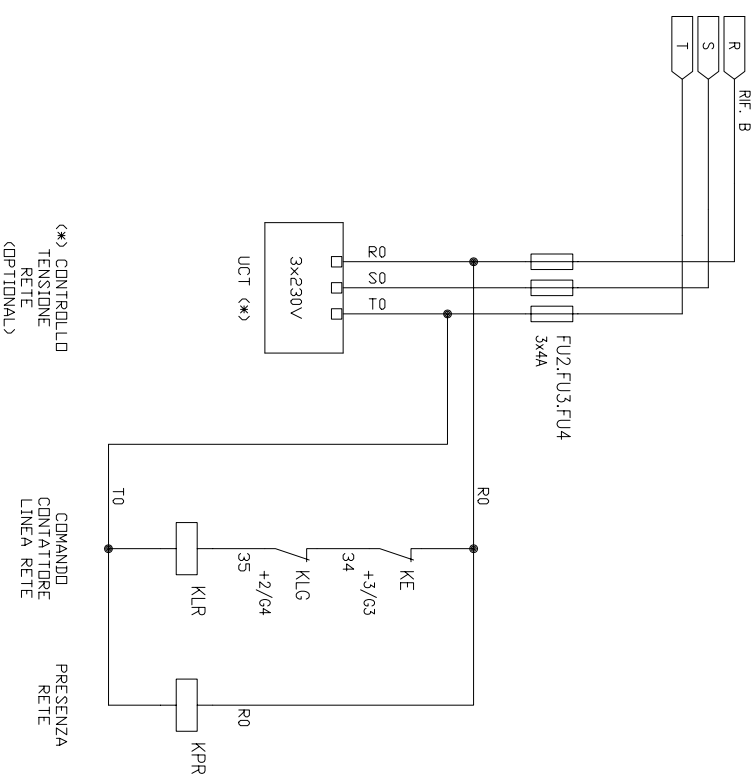 RIF. B
R
S
T
FU2.FU3.FU4
3x4A
R0
S0
T0
3x230V
UCT (*)
(*) CONTROLLO
TENSIONE
RETE
(OPTIONAL)
R0
KE
+3/G3
34
KLG
+2/G4
35
KLR
T0
COMANDO
CONTATTORE
LINEA RETE
R0
KPR
PRESENZA
RETE